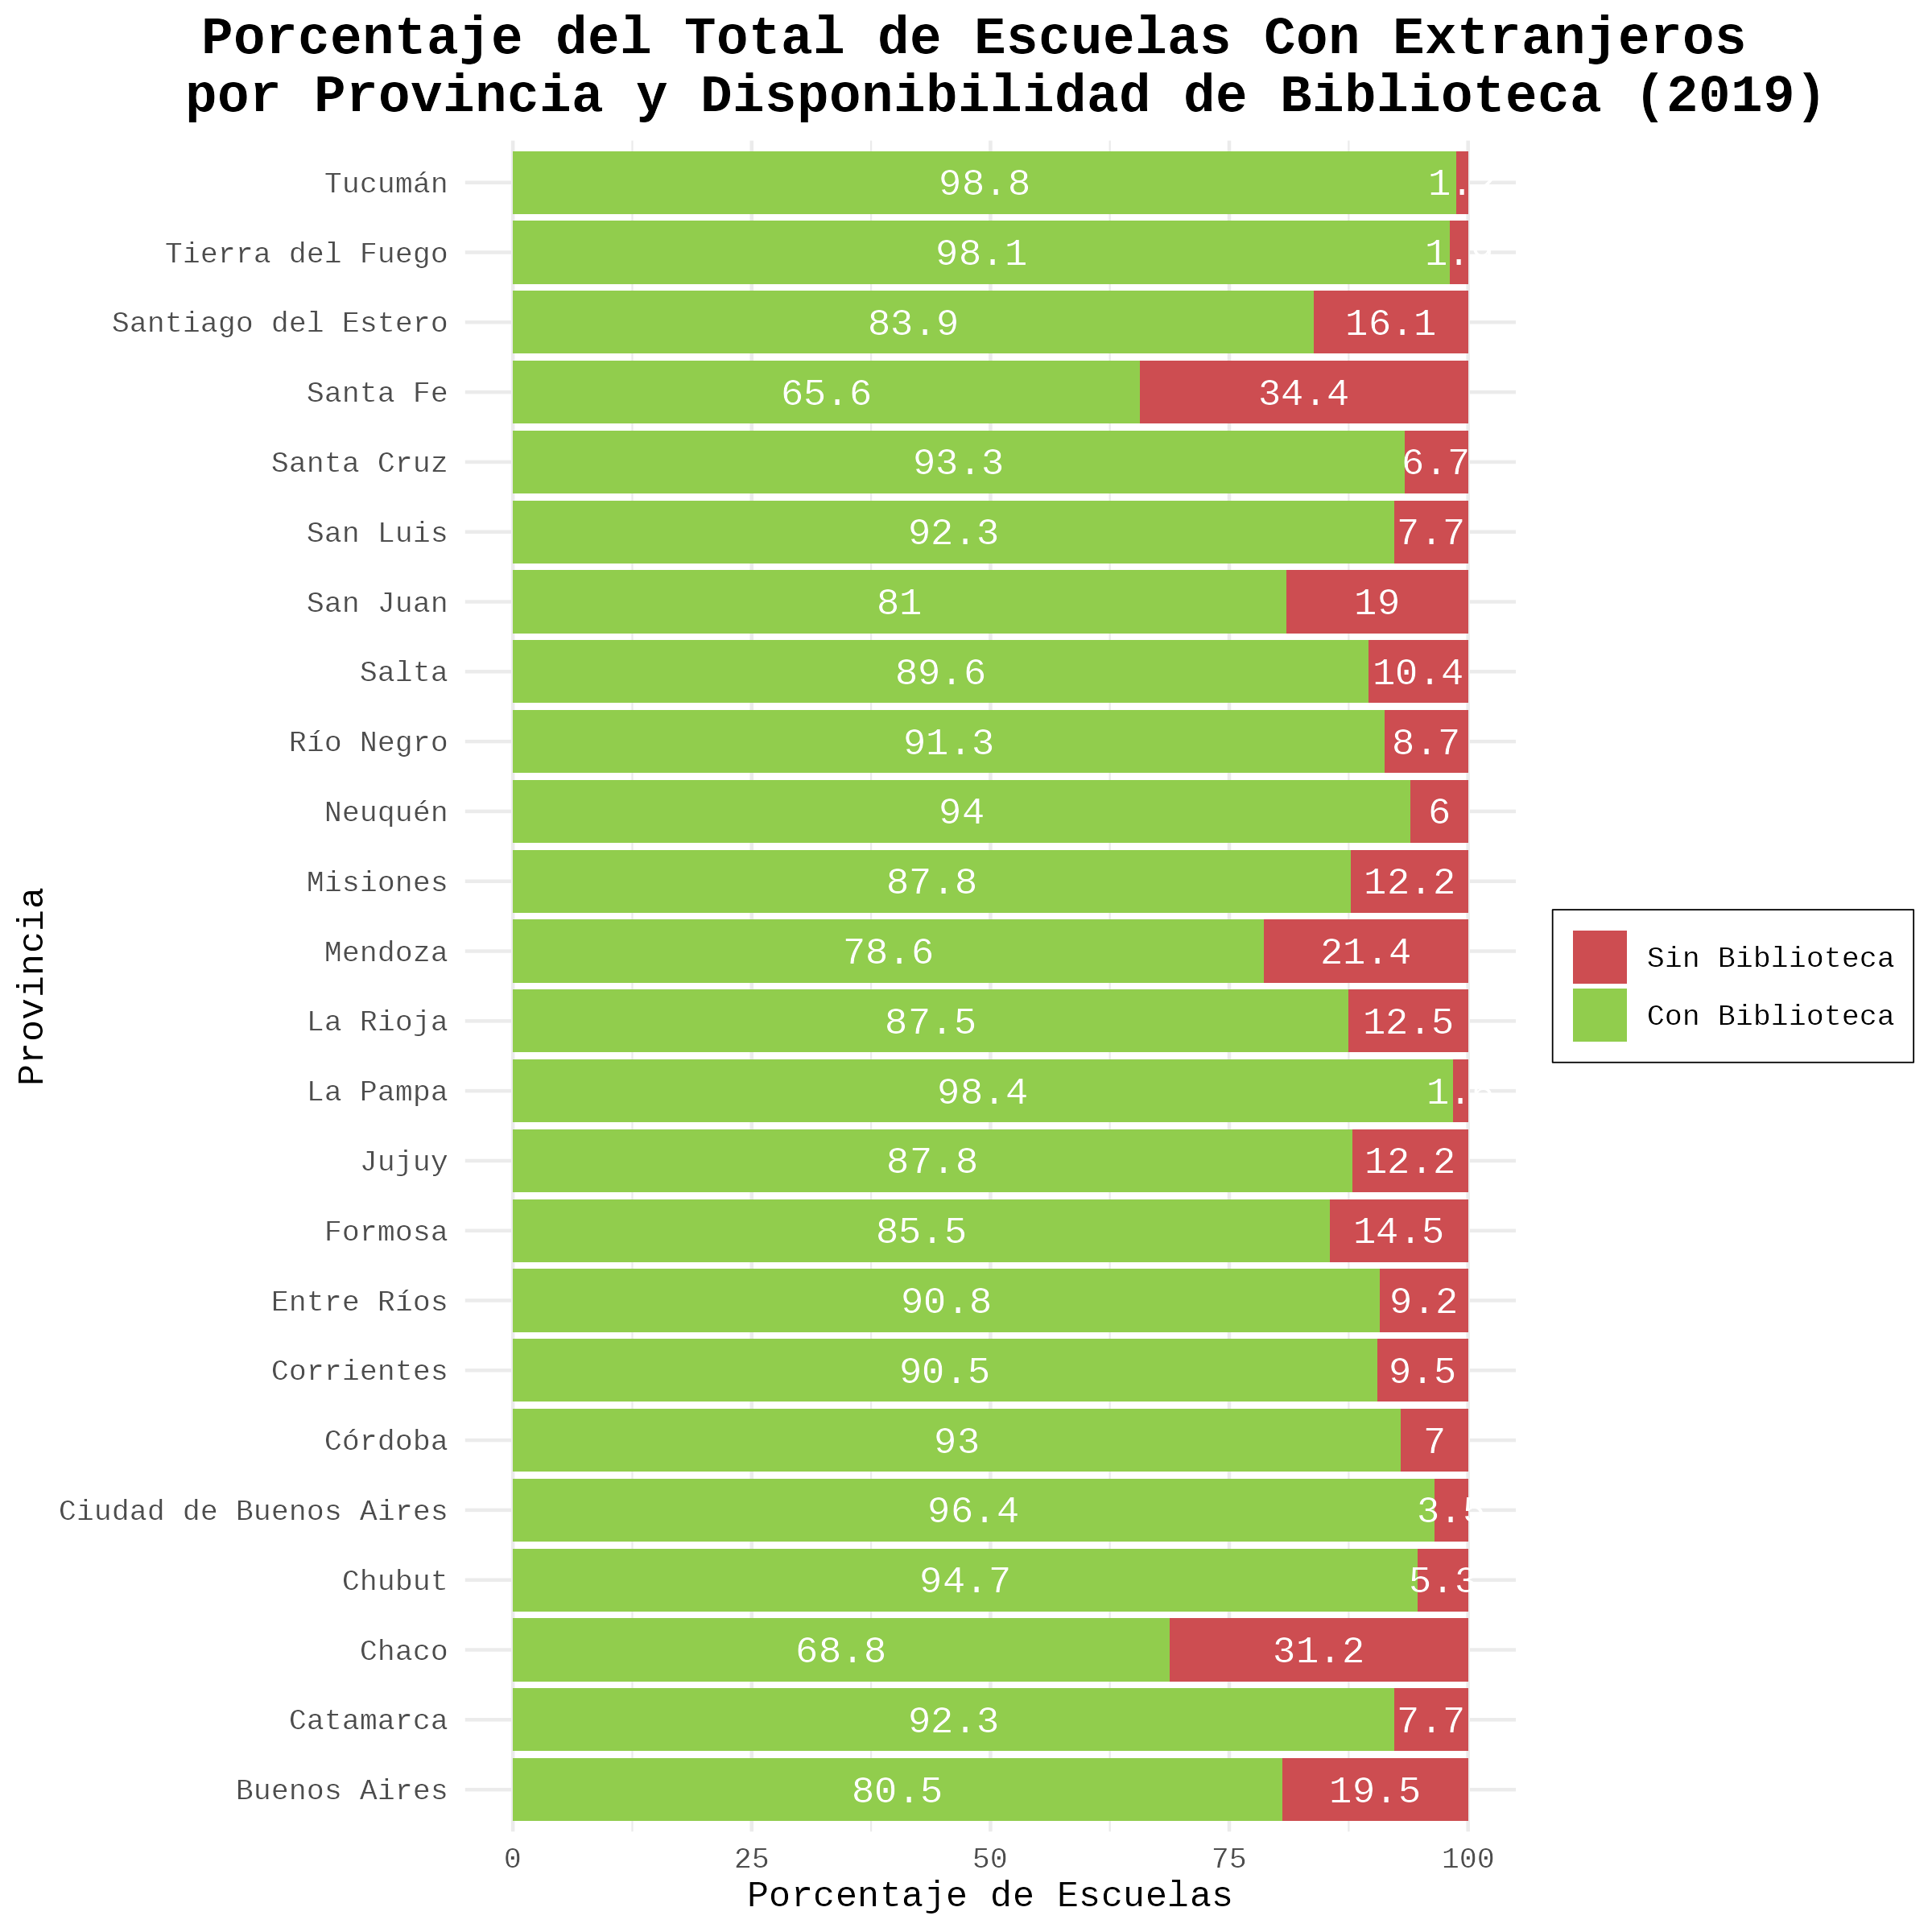 Porcentaje del Total de Escuelas Con Extranjeros
por Provincia y Disponibilidad de Biblioteca (2019)
Tucumán 98.8
Tierra del Fuego 98.1
Santiago del Estero 83.9 16.1
Santa Fe 65.6 34.4
Santa Cruz 93.3 6.7
San Luis 92.3 7.7
San Juan 81 19
Salta 89.6 10.4
Río Negro 91.3 8.7
Neuquén 94 6
Misiones 87.8 12.2
Mendoza 78.6 21.4
La Rioja 87.5 12.5
La Pampa 98.4
Jujuy 87.8 12.2
Formosa 85.5 14.5
Entre Ríos 90.8 9.2
Corrientes 90.5 9.5
Córdoba 93 7
Ciudad de Buenos Aires 96.4 3.5
Chubut 94.7 5.3
Chaco 68.8 31.2
Catamarca 92.3 7.7
Buenos Aires 80.5 19.5
0 25 50 75 100
Porcentaje de Escuelas
Provincia
Sin Biblioteca
Con Biblioteca